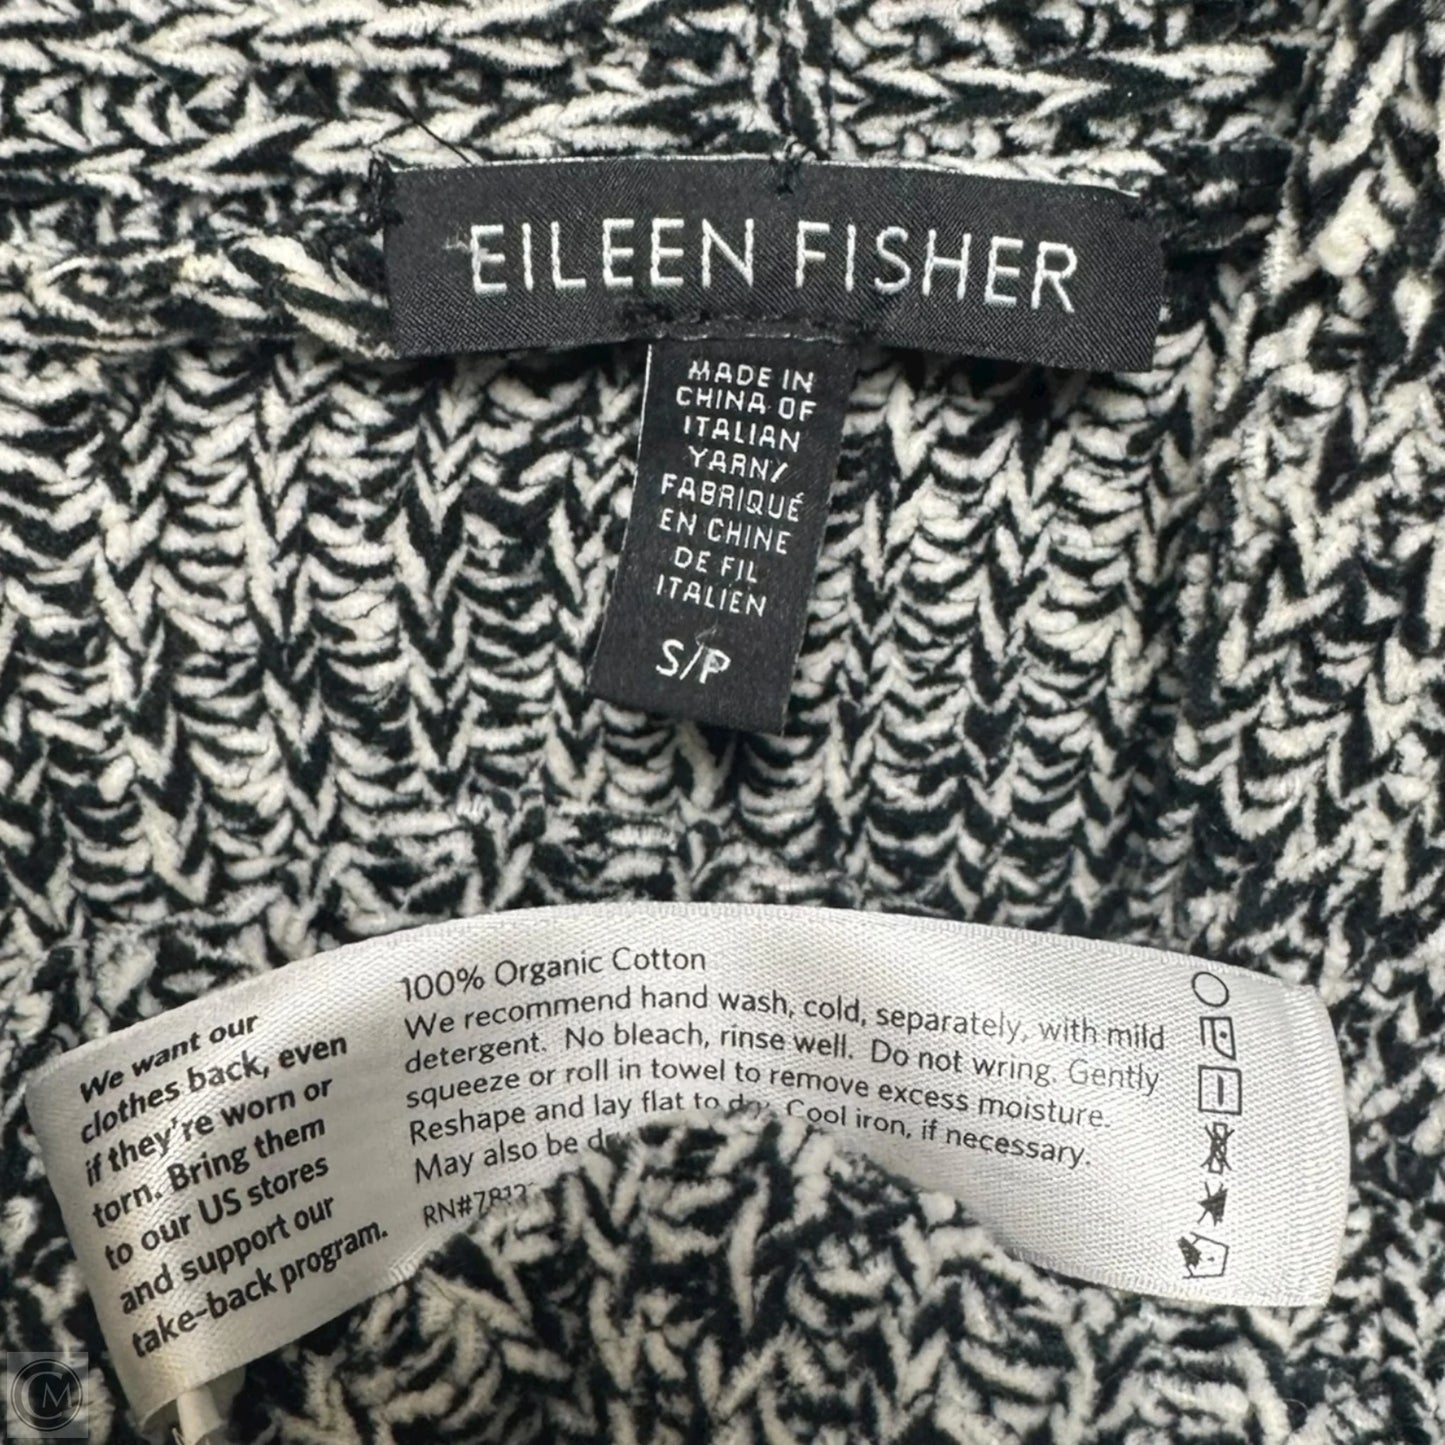 EILEEN FISHER
MADE IN
CHINA OF
ITALIAN
YARN/
FABRIQUÉ
EN CHINE
DE FIL
ITALIEN
S/P
We want our
clothes back, even
if they're worn or
torn. Bring them
to our US stores
and support our
take-back program.
100% Organic Cotton
We recommend hand wash, cold, separately, with mild
detergent. No bleach, rinse well. Do not wring. Gently
squeeze or roll in towel to remove excess moisture.
Reshape and lay flat to dry. Cool iron, if necessary.
May also be
CM